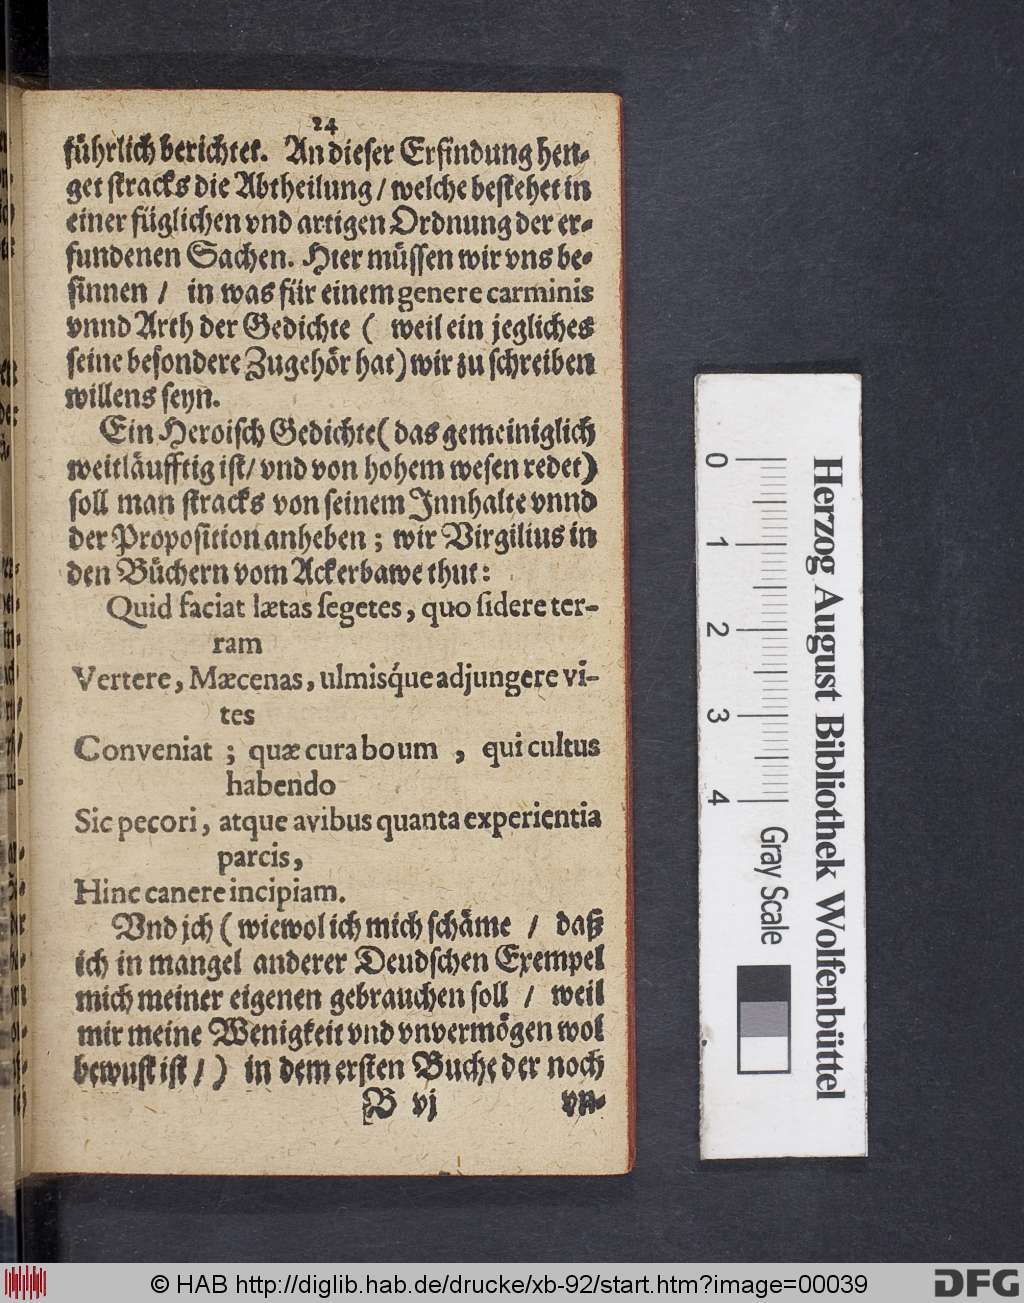 24
führlich berichtet. An dieser Erfindung hen-
get stracks die Abtheilung / welche bestehet in
einer füglichen vnd artigen Ordnung der er-
fundenen Sachen. Hier müssen wir vns be-
sinnen / in was für einem genere carminis
vnnd Arth der Gedichte ( weil ein jegliches
seine besondere Zugehör hat) wir zu schreiben
willens seyn.
Ein Heroisch Gedichte( das gemeiniglich
weitläufftig ist/ vnd von hohem wesen redet)
soll man stracks von seinem Innhalte vnnd
der Proposition anheben ; wir Virgilius in
den Büchern vom Ackerbawe thut:
Quid faciat lætas segetes, quo sidere ter-
ram
Vertere, Mæcenas, ulmisq́ue adjungere vi-
tes
Conveniat ; quæ cura boum , qui cultus
habendo
Sic pecori, atque avibus quanta experientia
parcis,
Hinc canere incipiam.
Vnd jch ( wiewol ich mich schäme / daß
ich in mangel anderer Deudschen Exempel
mich meiner eigenen gebrauchen soll / weil
mir meine Wenigkeit vnd vnvermögen wol
bewust ist / ) in dem ersten Buche der noch
B vj vn-
0 1 2 3 4
Gray Scale
Herzog August Bibliothek Wolfenbüttel
© HAB http://diglib.hab.de/drucke/xb-92/start.htm?image=00039
DFG